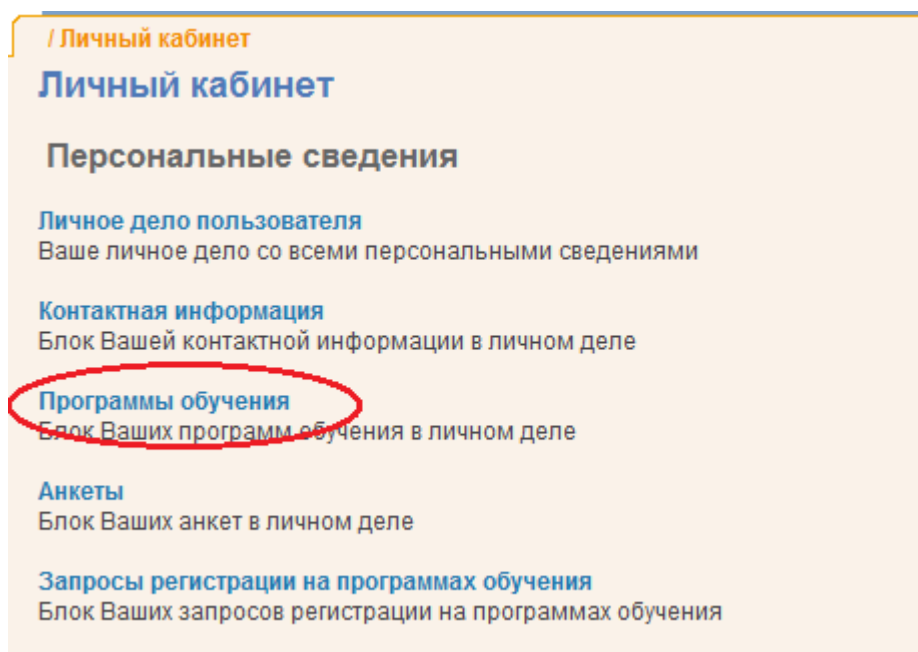 / Личный кабинет
Личный кабинет
Персональные сведения
Личное дело пользователя
Ваше личное дело со всеми персональными сведениями
Контактная информация
Блок Вашей контактной информации в личном деле
Программы обучения
Блок Ваших программ обучения в личном деле
Анкеты
Блок Ваших анкет в личном деле
Запросы регистрации на программах обучения
Блок Ваших запросов регистрации на программах обучения